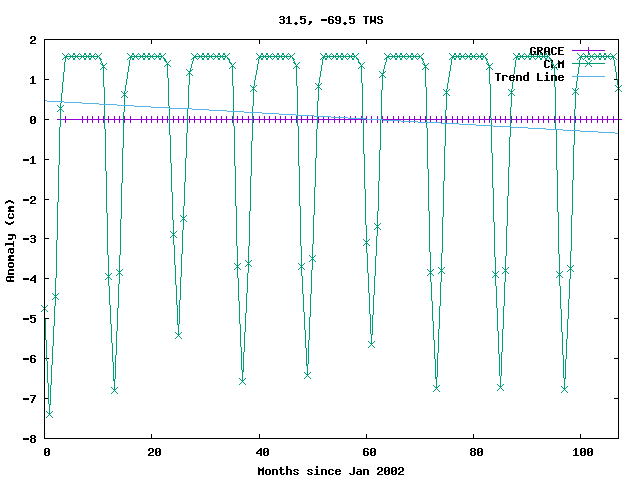 31.5, -69.5 TWS
GRACE
CLM
Trend Line
2
1
0
-1
-2
-3
-4
-5
-6
-7
-8
Anomaly (cm)
0 20 40 60 80 100
Months since Jan 2002